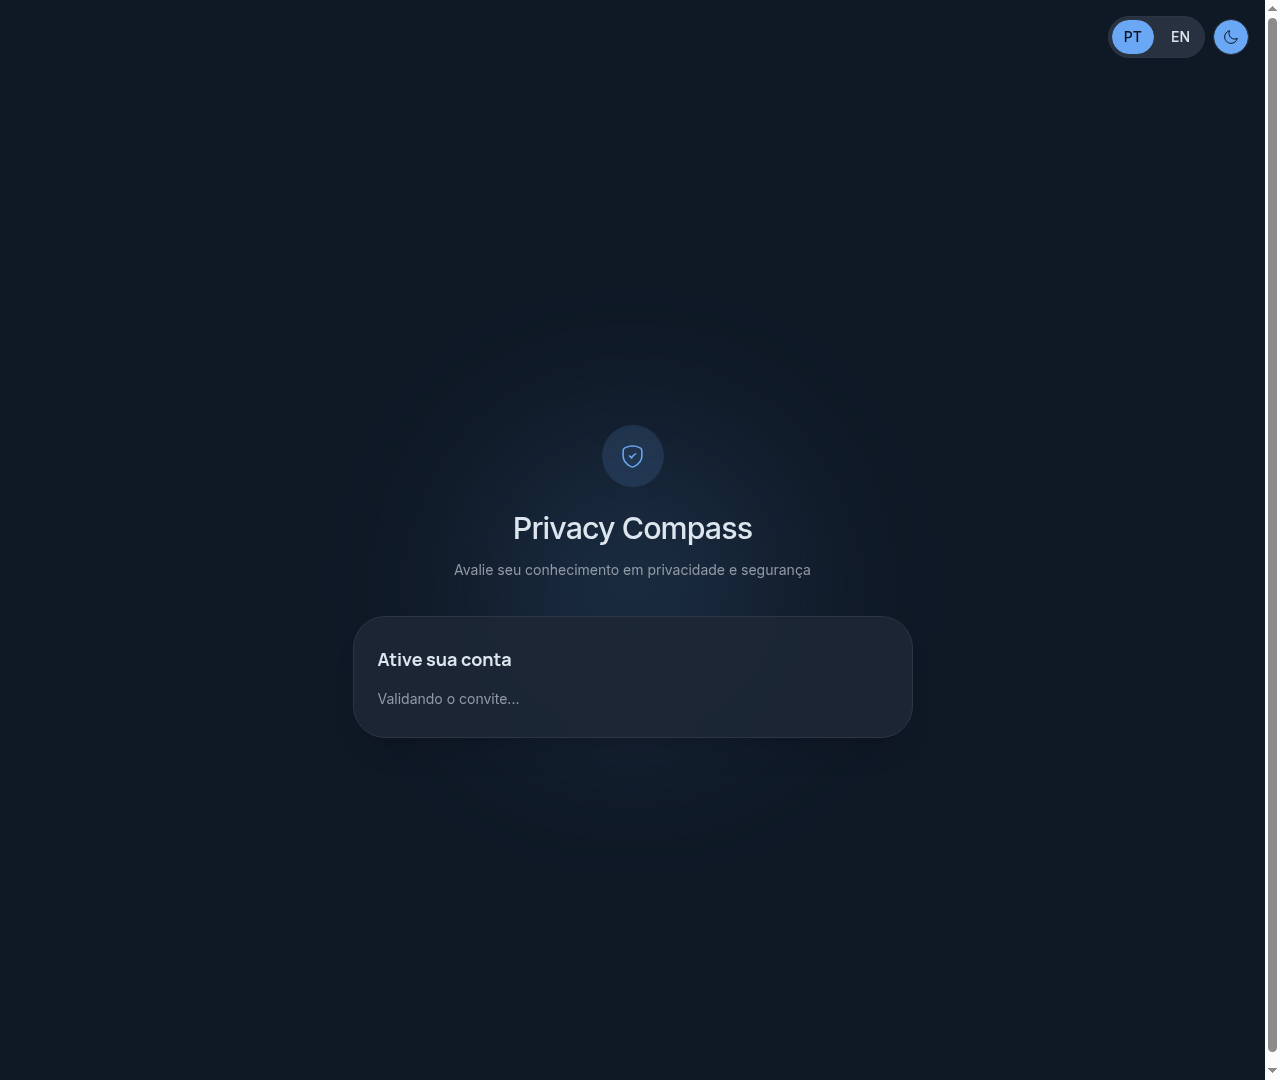 PT EN
Privacy Compass
Avalie seu conhecimento em privacidade e segurança
Ative sua conta
Validando o convite...